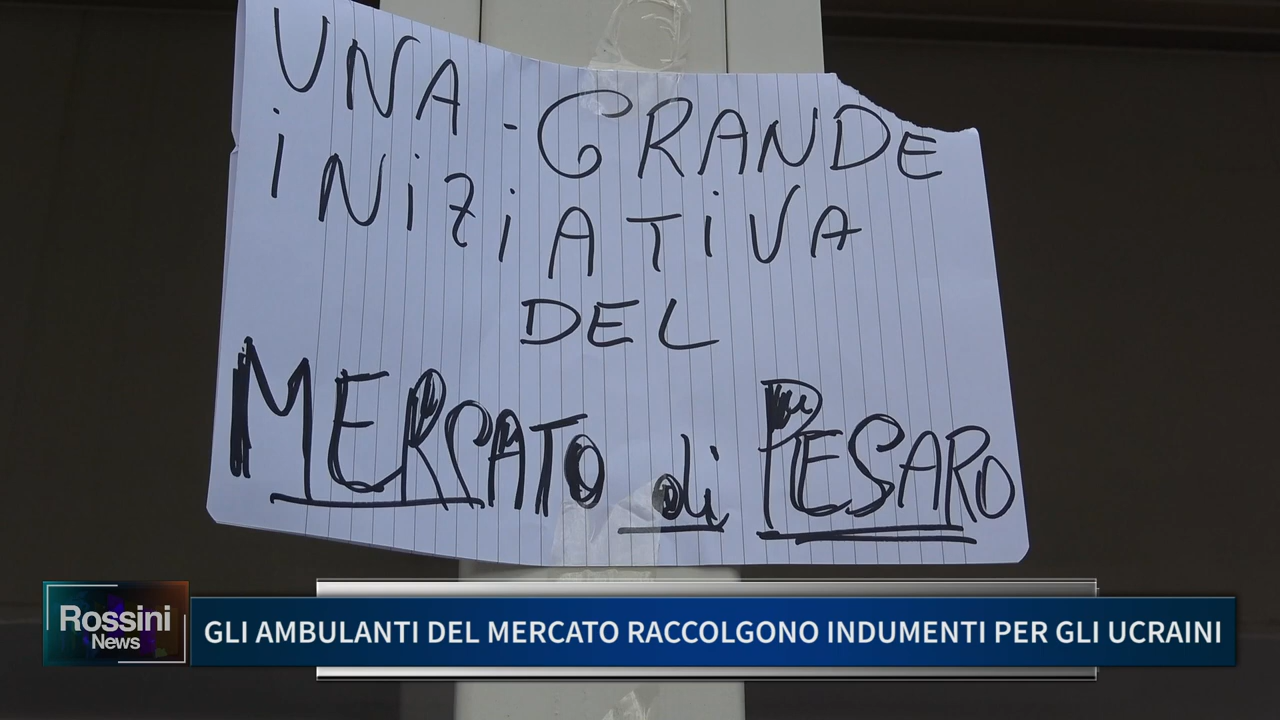 UNA - GRANDE
iNiZiATiVA
DEL
MERCATO di PESARO
Rossini
News
GLI AMBULANTI DEL MERCATO RACCOLGONO INDUMENTI PER GLI UCRAINI